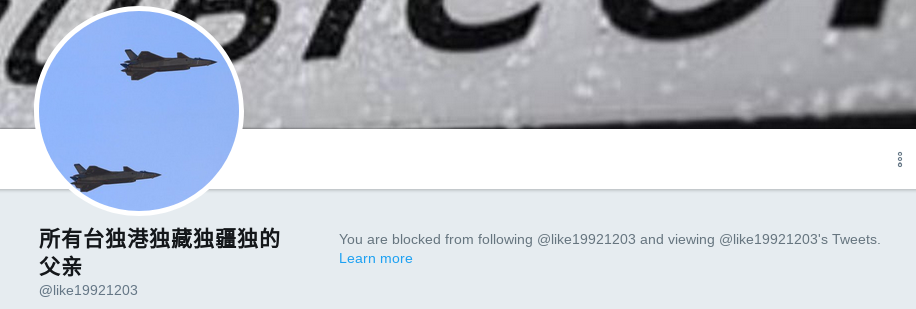 所有台独港独藏独疆独的
父亲
@like19921203
You are blocked from following @like19921203 and viewing @like19921203's Tweets.
Learn more